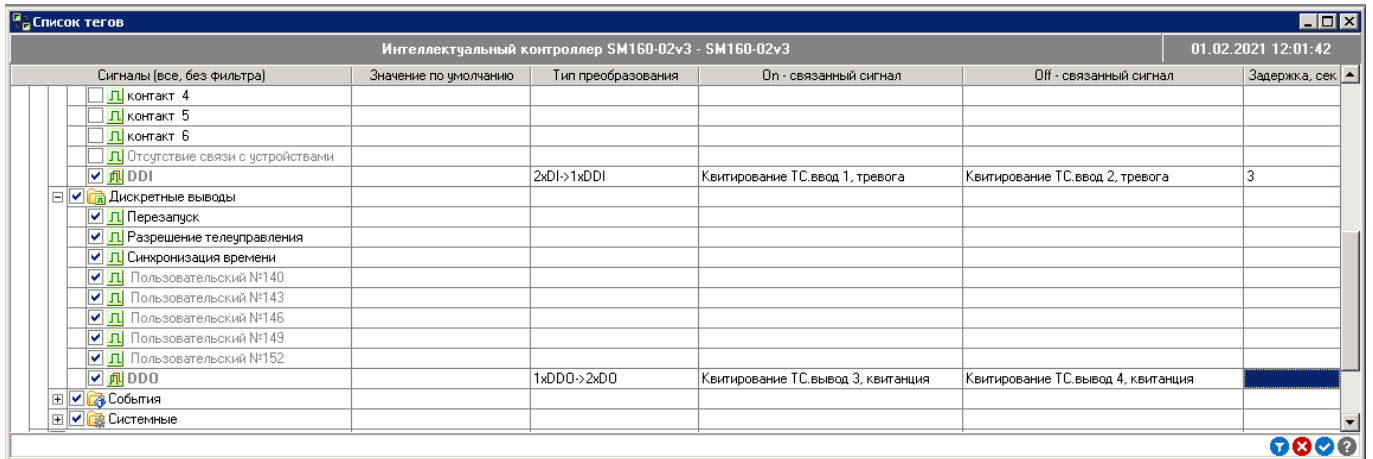 Список тегов
Интеллектуальный контроллер SM160-02v3 - SM160-02v3 01.02.2021 12:01:42
Сигналы (все, без фильтра) Значение по умолчанию Тип преобразования On - связанный сигнал Off - связанный сигнал Задержка, сек
контакт 4
контакт 5
контакт 6
Отсутствие связи с устройствами
DDI 2xDI->1xDDI Квитирование ТС.ввод 1, тревога Квитирование ТС.ввод 2, тревога 3
Дискретные выводы
Перезапуск
Разрешение телеуправления
Синхронизация времени
Пользовательский №140
Пользовательский №143
Пользовательский №146
Пользовательский №149
Пользовательский №152
DDO 1xDDO->2xDO Квитирование ТС.вывод 3, квитанция Квитирование ТС.вывод 4, квитанция
События
Системные